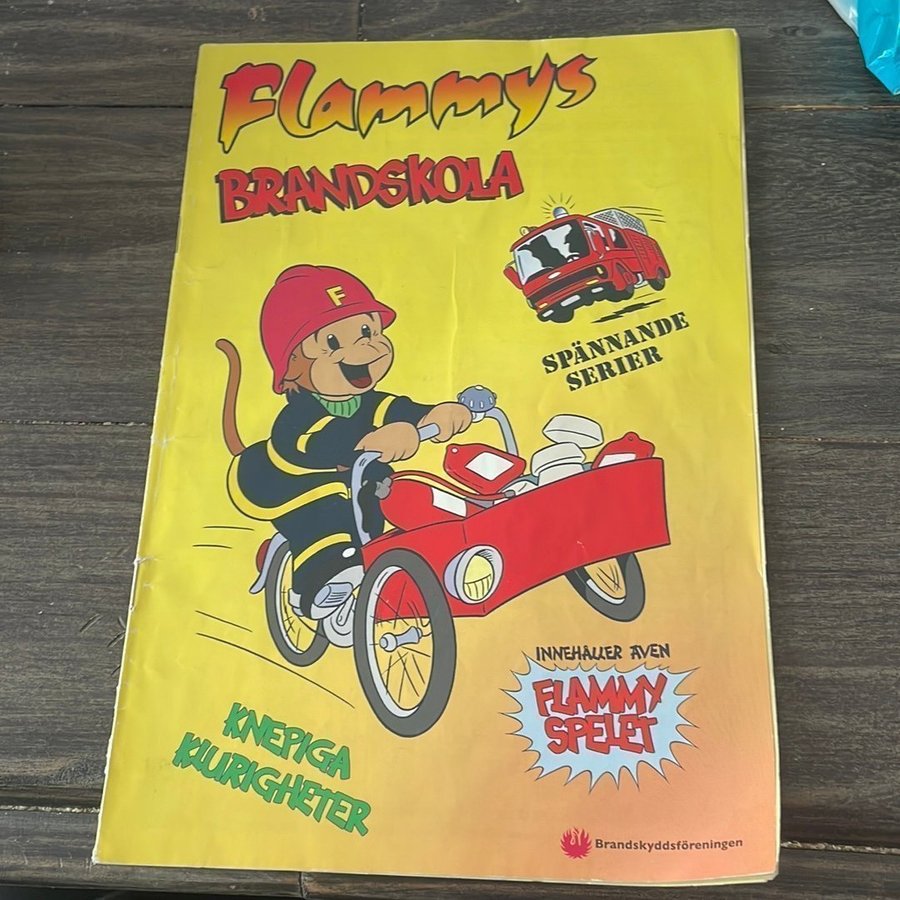 Flammys
BRANDSKOLA
F
SPÄNNANDE
SERIER
INNEHÅLLER ÄVEN
FLAMMY
SPELET
KNEPIGA
KLURIGHETER
Brandskyddsföreningen